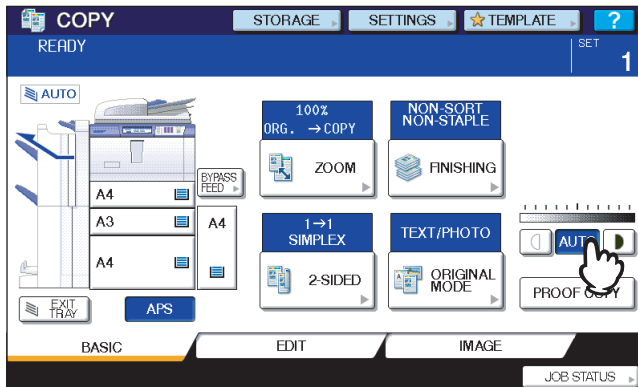 COPY
STORAGE
SETTINGS
TEMPLATE
?
READY
SET
1
AUTO
100%
ORG. →COPY
ZOOM
NON-SORT
NON-STAPLE
FINISHING
BYPASS
FEED
A4
A3
A4
A4
1→1
SIMPLEX
2-SIDED
TEXT/PHOTO
ORIGINAL
MODE
AUTO
PROOF COPY
EXIT
TRAY
APS
BASIC
EDIT
IMAGE
JOB STATUS